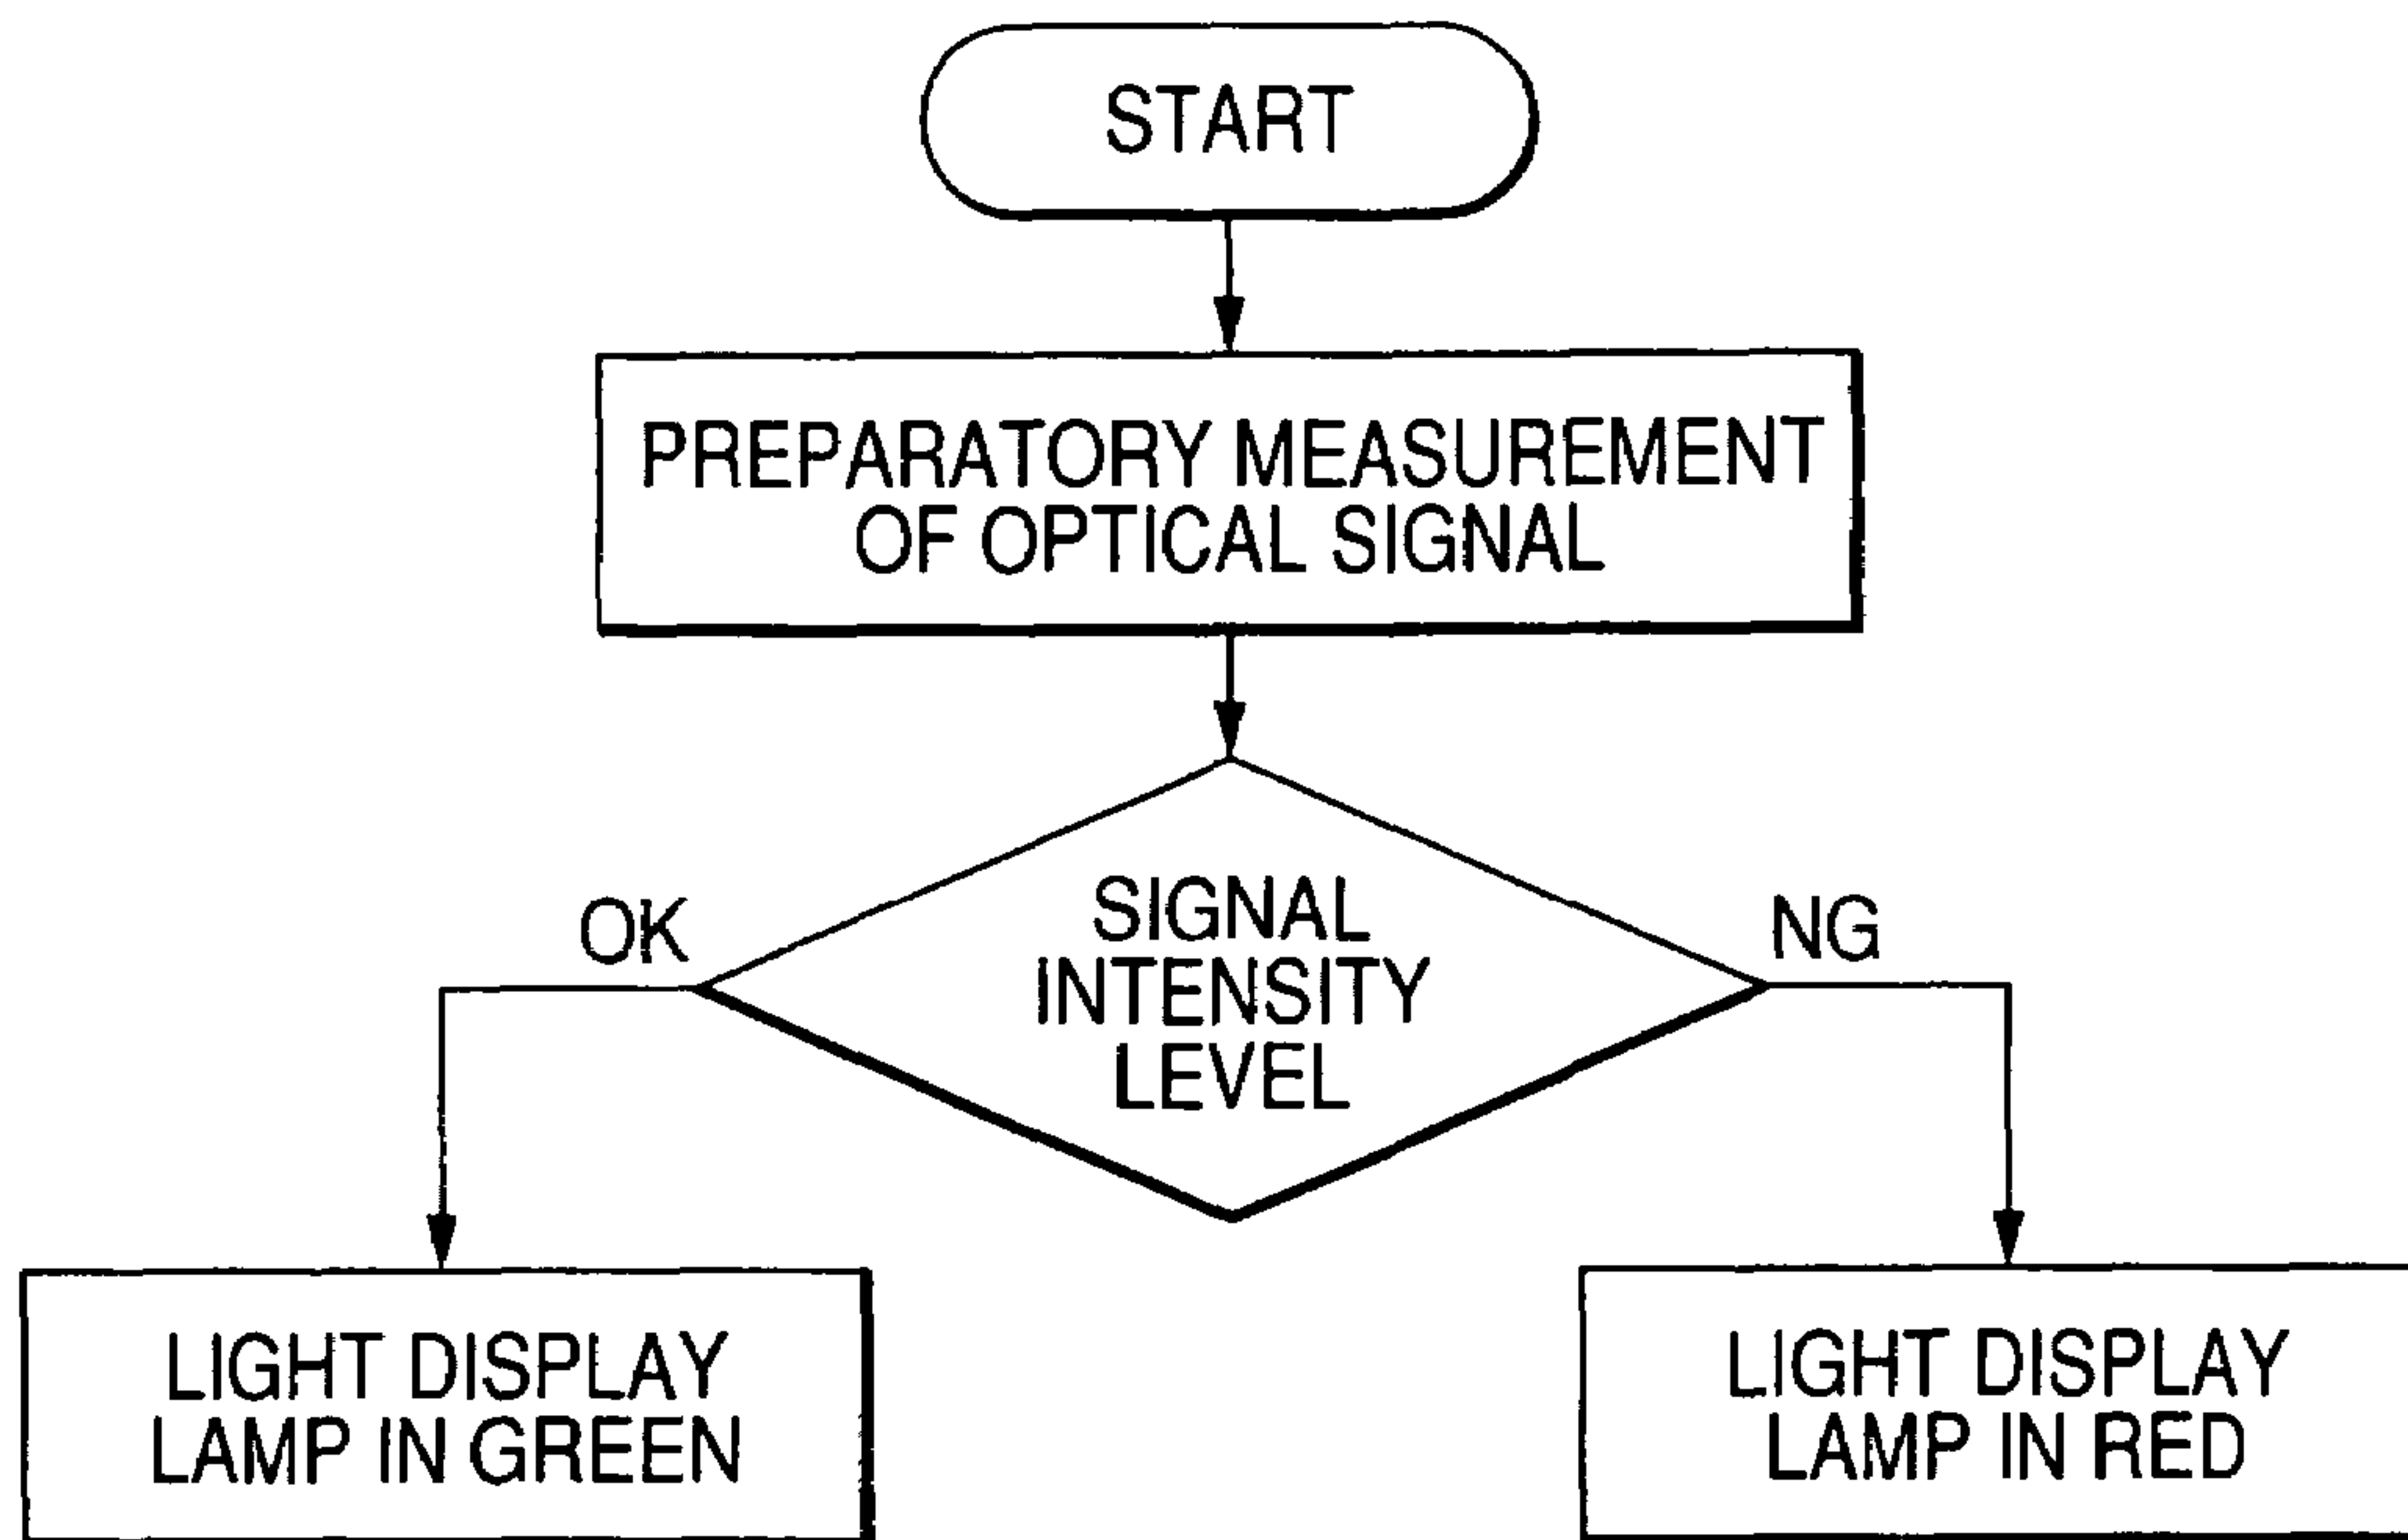 START
PREPARATORY MEASUREMENT
OF OPTICAL SIGNAL
SIGNAL
INTENSITY
LEVEL
OK
NG
LIGHT DISPLAY
LAMP IN GREEN
LIGHT DISPLAY
LAMP IN RED